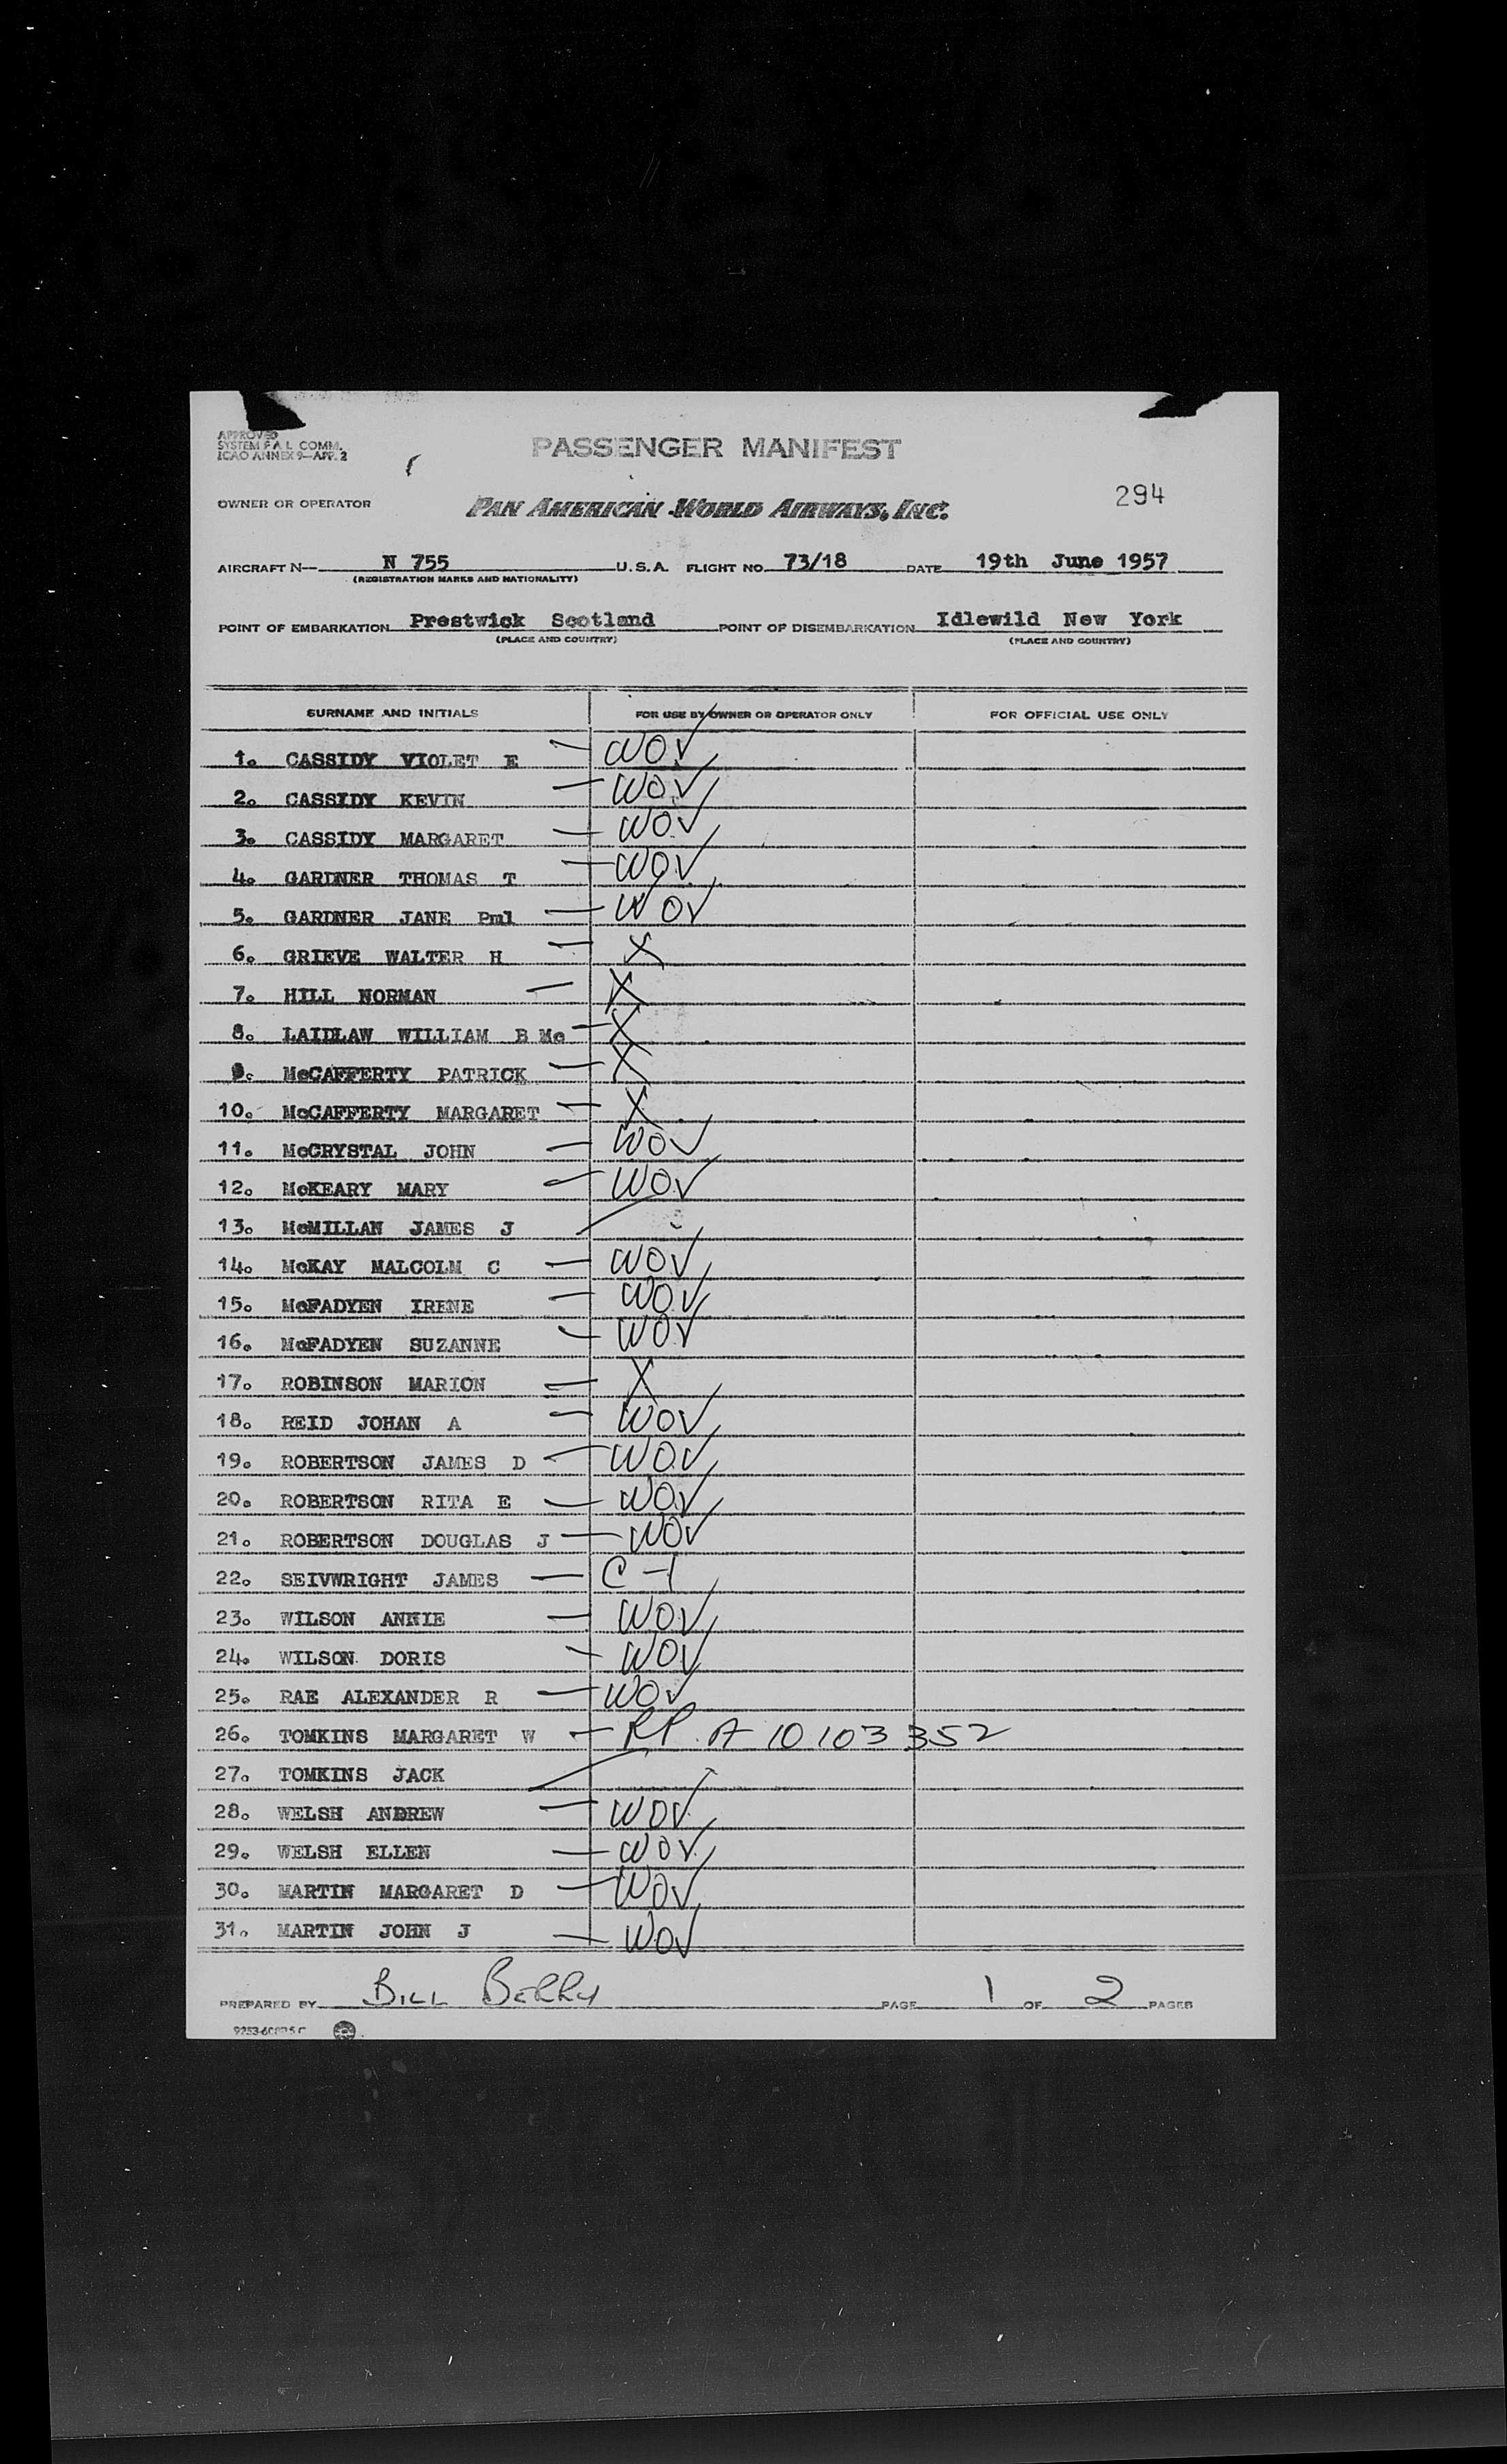 APPROVED
SYSTEM F A L COMM.
ICAO ANNEX 9—APP. 2
PASSENGER MANIFEST
OWNER OR OPERATOR PAN AMERICAN WORLD AIRWAYS, INC. 294
AIRCRAFT N— N 755 U.S.A. FLIGHT NO. 73/18 DATE 19th June 1957
(REGISTRATION MARKS AND NATIONALITY)
POINT OF EMBARKATION Prestwick Scotland POINT OF DISEMBARKATION Idlewild New York
(PLACE AND COUNTRY) (PLACE AND COUNTRY)
SURNAME AND INITIALS FOR USE BY OWNER OR OPERATOR ONLY FOR OFFICIAL USE ONLY
1. CASSIDY VIOLET E — WOV
2. CASSIDY KEVIN — WOV
3. CASSIDY MARGARET — WOV
4. GARDNER THOMAS T — WOV
5. GARDNER JANE Pml — WOV
6. GRIEVE WALTER H — X
7. HILL NORMAN — X
8. LAIDLAW WILLIAM B Mc — X
9. McCAFFERTY PATRICK — X
10. McCAFFERTY MARGARET — X
11. McCRYSTAL JOHN — WOV
12. McKEARY MARY — WOV
13. McMILLAN JAMES J
14. McKAY MALCOLM C — WOV
15. McFADYEN IRENE — WOV
16. McFADYEN SUZANNE — WOV
17. ROBINSON MARION — X
18. REID JOHAN A — WOV
19. ROBERTSON JAMES D — WOV
20. ROBERTSON RITA E — WOV
21. ROBERTSON DOUGLAS J — WOV
22. SEIVWRIGHT JAMES — C-1
23. WILSON ANNIE — WOV
24. WILSON DORIS — WOV
25. RAE ALEXANDER R — WOV
26. TOMKINS MARGARET W — RP. A 10 103 352
27. TOMKINS JACK
28. WELSH ANDREW — WOV
29. WELSH ELLEN — WOV
30. MARTIN MARGARET D — WOV
31. MARTIN JOHN J — WOV
PREPARED BY Bill Berry PAGE 1 OF 2 PAGES